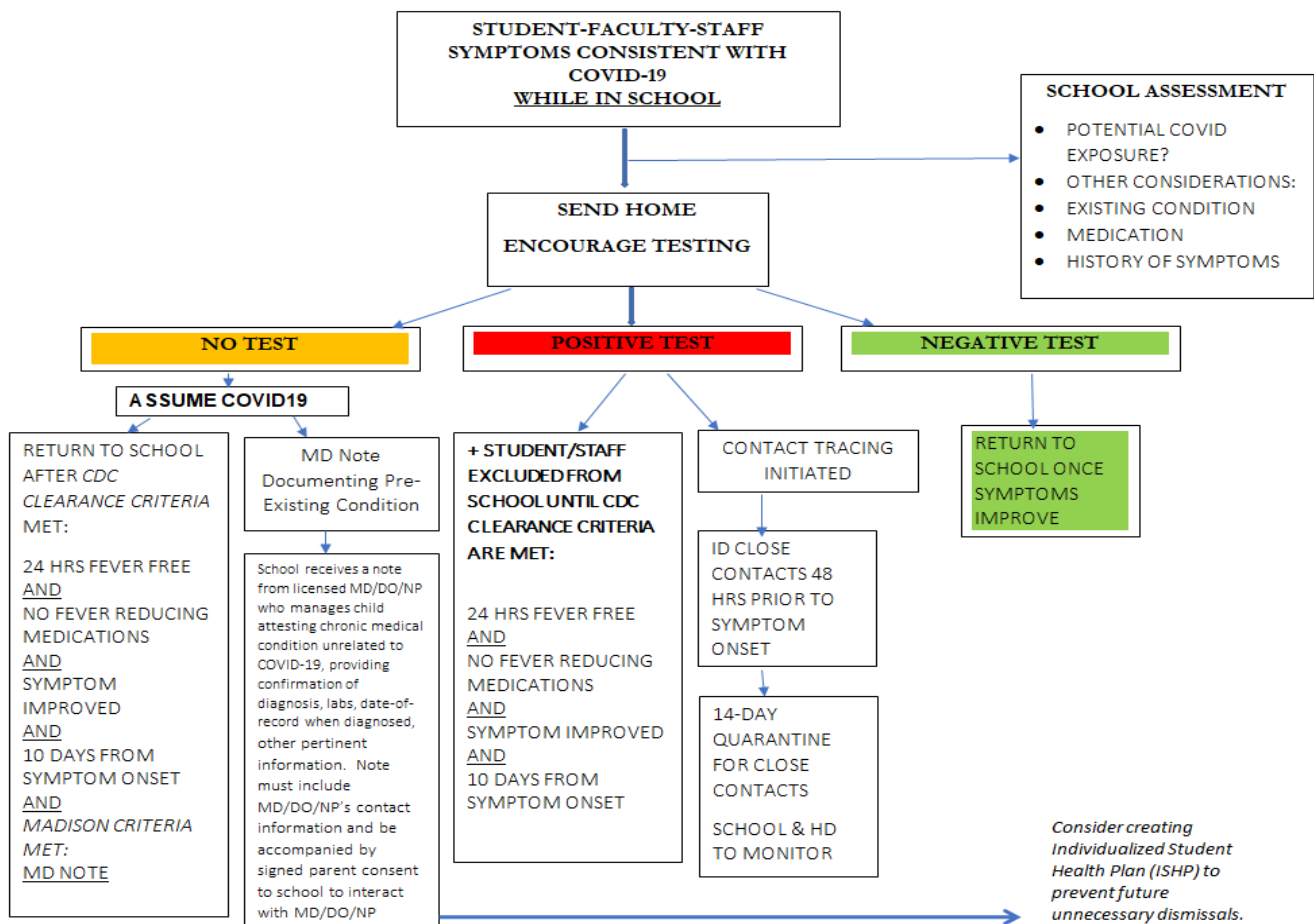 STUDENT-FACULTY-STAFF
SYMPTOMS CONSISTENT WITH
COVID-19
WHILE IN SCHOOL
SCHOOL ASSESSMENT
● POTENTIAL COVID
EXPOSURE?
● OTHER CONSIDERATIONS:
● EXISTING CONDITION
● MEDICATION
● HISTORY OF SYMPTOMS
SEND HOME
ENCOURAGE TESTING
NO TEST
POSITIVE TEST
NEGATIVE TEST
ASSUME COVID19
RETURN TO SCHOOL
AFTER CDC
CLEARANCE CRITERIA
MET:
24 HRS FEVER FREE
AND
NO FEVER REDUCING
MEDICATIONS
AND
SYMPTOM
IMPROVED
AND
10 DAYS FROM
SYMPTOM ONSET
AND
MADISON CRITERIA
MET:
MD NOTE
MD Note
Documenting Pre-
Existing Condition
School receives a note
from licensed MD/DO/NP
who manages child
attesting chronic medical
condition unrelated to
COVID-19, providing
confirmation of
diagnosis, labs, date-of-
record when diagnosed,
other pertinent
information. Note
must include
MD/DO/NP's contact
information and be
accompanied by
signed parent consent
to school to interact
with MD/DO/NP
+ STUDENT/STAFF
EXCLUDED FROM
SCHOOL UNTIL CDC
CLEARANCE CRITERIA
ARE MET:
24 HRS FEVER FREE
AND
NO FEVER REDUCING
MEDICATIONS
AND
SYMPTOM IMPROVED
AND
10 DAYS FROM
SYMPTOM ONSET
CONTACT TRACING
INITIATED
ID CLOSE
CONTACTS 48
HRS PRIOR TO
SYMPTOM
ONSET
14-DAY
QUARANTINE
FOR CLOSE
CONTACTS
SCHOOL & HD
TO MONITOR
RETURN TO
SCHOOL ONCE
SYMPTOMS
IMPROVE
Consider creating
Individualized Student
Health Plan (ISHP) to
prevent future
unnecessary dismissals.